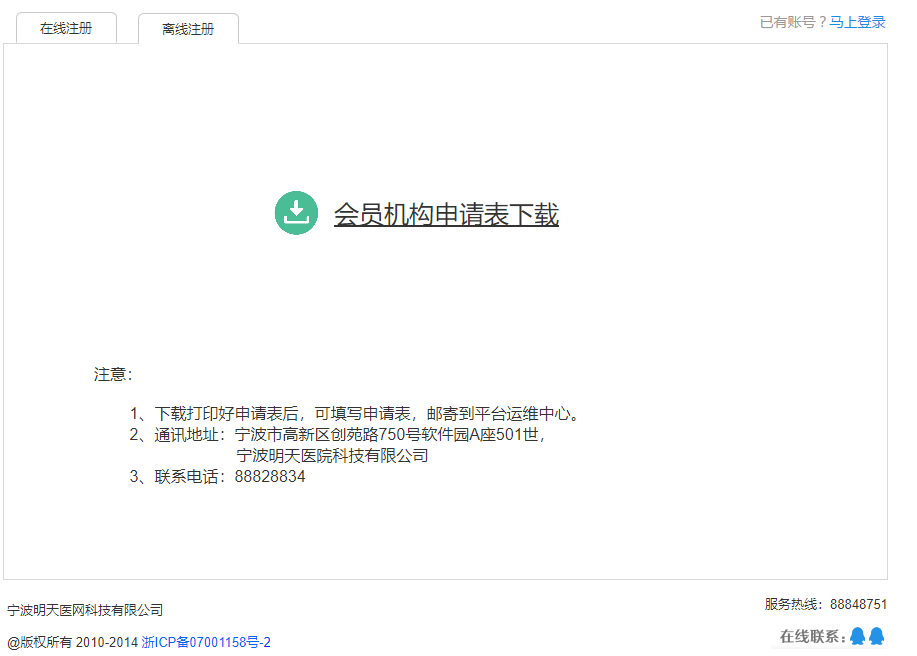 在线注册
离线注册
已有账号？马上登录
会员机构申请表下载
注意：
1、下载打印好申请表后，可填写申请表，邮寄到平台运维中心。
2、通讯地址：宁波市高新区创苑路750号软件园A座501世，
宁波明天医院科技有限公司
3、联系电话：88828834
宁波明天医网科技有限公司
服务热线：88848751
@版权所有 2010-2014 浙ICP备07001158号-2
在线联系：